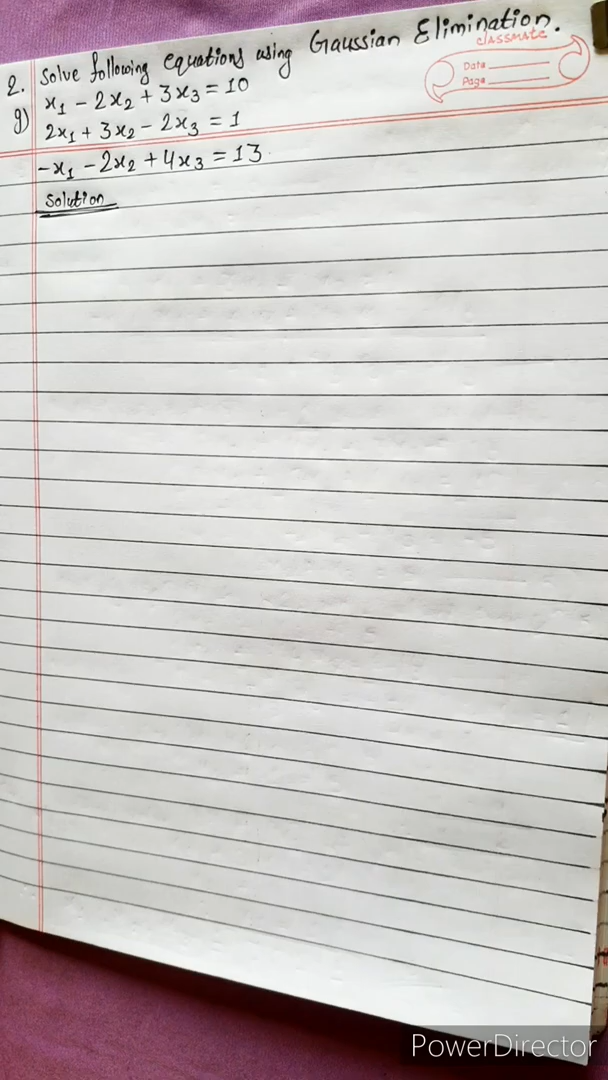 2. Solve following equations using Gaussian Elimination.
classmate
Date
Page
g) x₁ - 2x₂ + 3x₃ = 10
2x₁ + 3x₂ - 2x₃ = 1
-x₁ - 2x₂ + 4x₃ = 13
Solution
PowerDirector